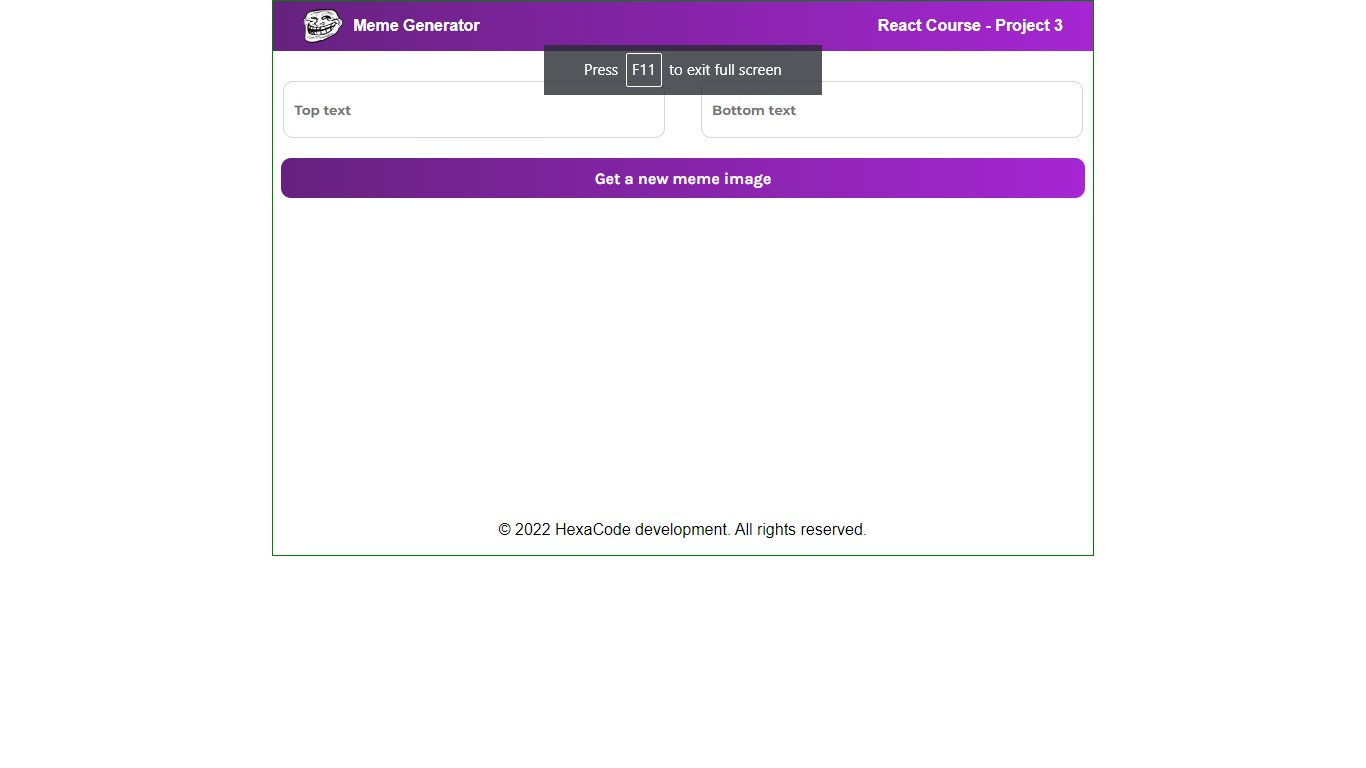 Meme Generator
React Course - Project 3
Press F11 to exit full screen
Top text
Bottom text
Get a new meme image
© 2022 HexaCode development. All rights reserved.